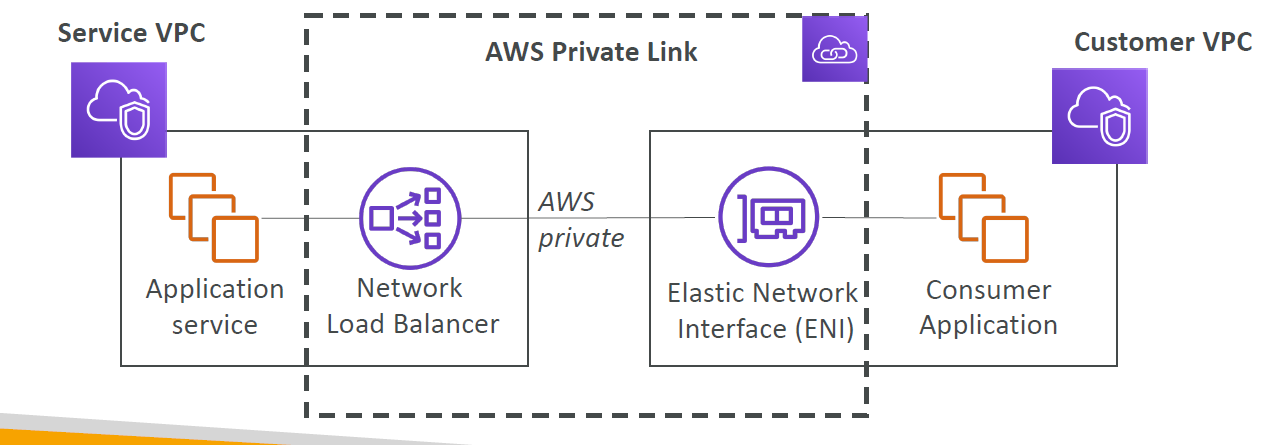 Service VPC
AWS Private Link
Customer VPC
AWS
private
Application
service
Network
Load Balancer
Elastic Network
Interface (ENI)
Consumer
Application